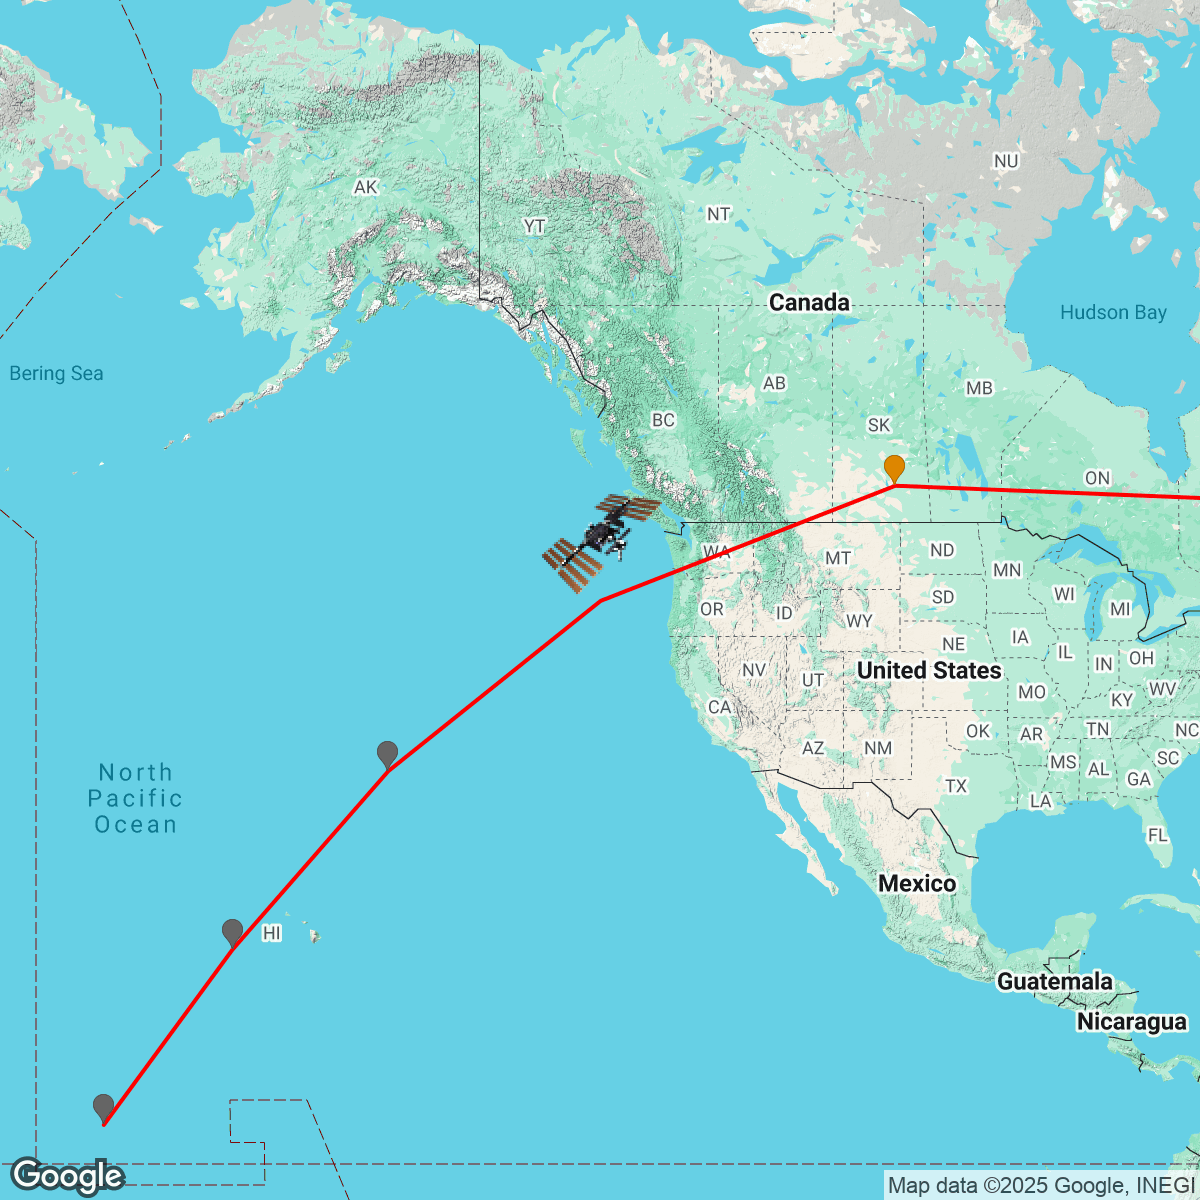 NU
AK
NT
YT
Canada
Hudson Bay
Bering Sea
AB
MB
BC
SK
ON
WA
MT
ND
MN
OR
ID
SD
WI
MI
WY
IA
NE
IL
IN
OH
NV
UT
United States
MO
KY
WV
CA
OK
AR
TN
NC
AZ
NM
MS
AL
SC
GA
TX
LA
FL
North
Pacific
Ocean
Mexico
HI
Guatemala
Nicaragua
Google
Map data ©2025 Google, INEGI